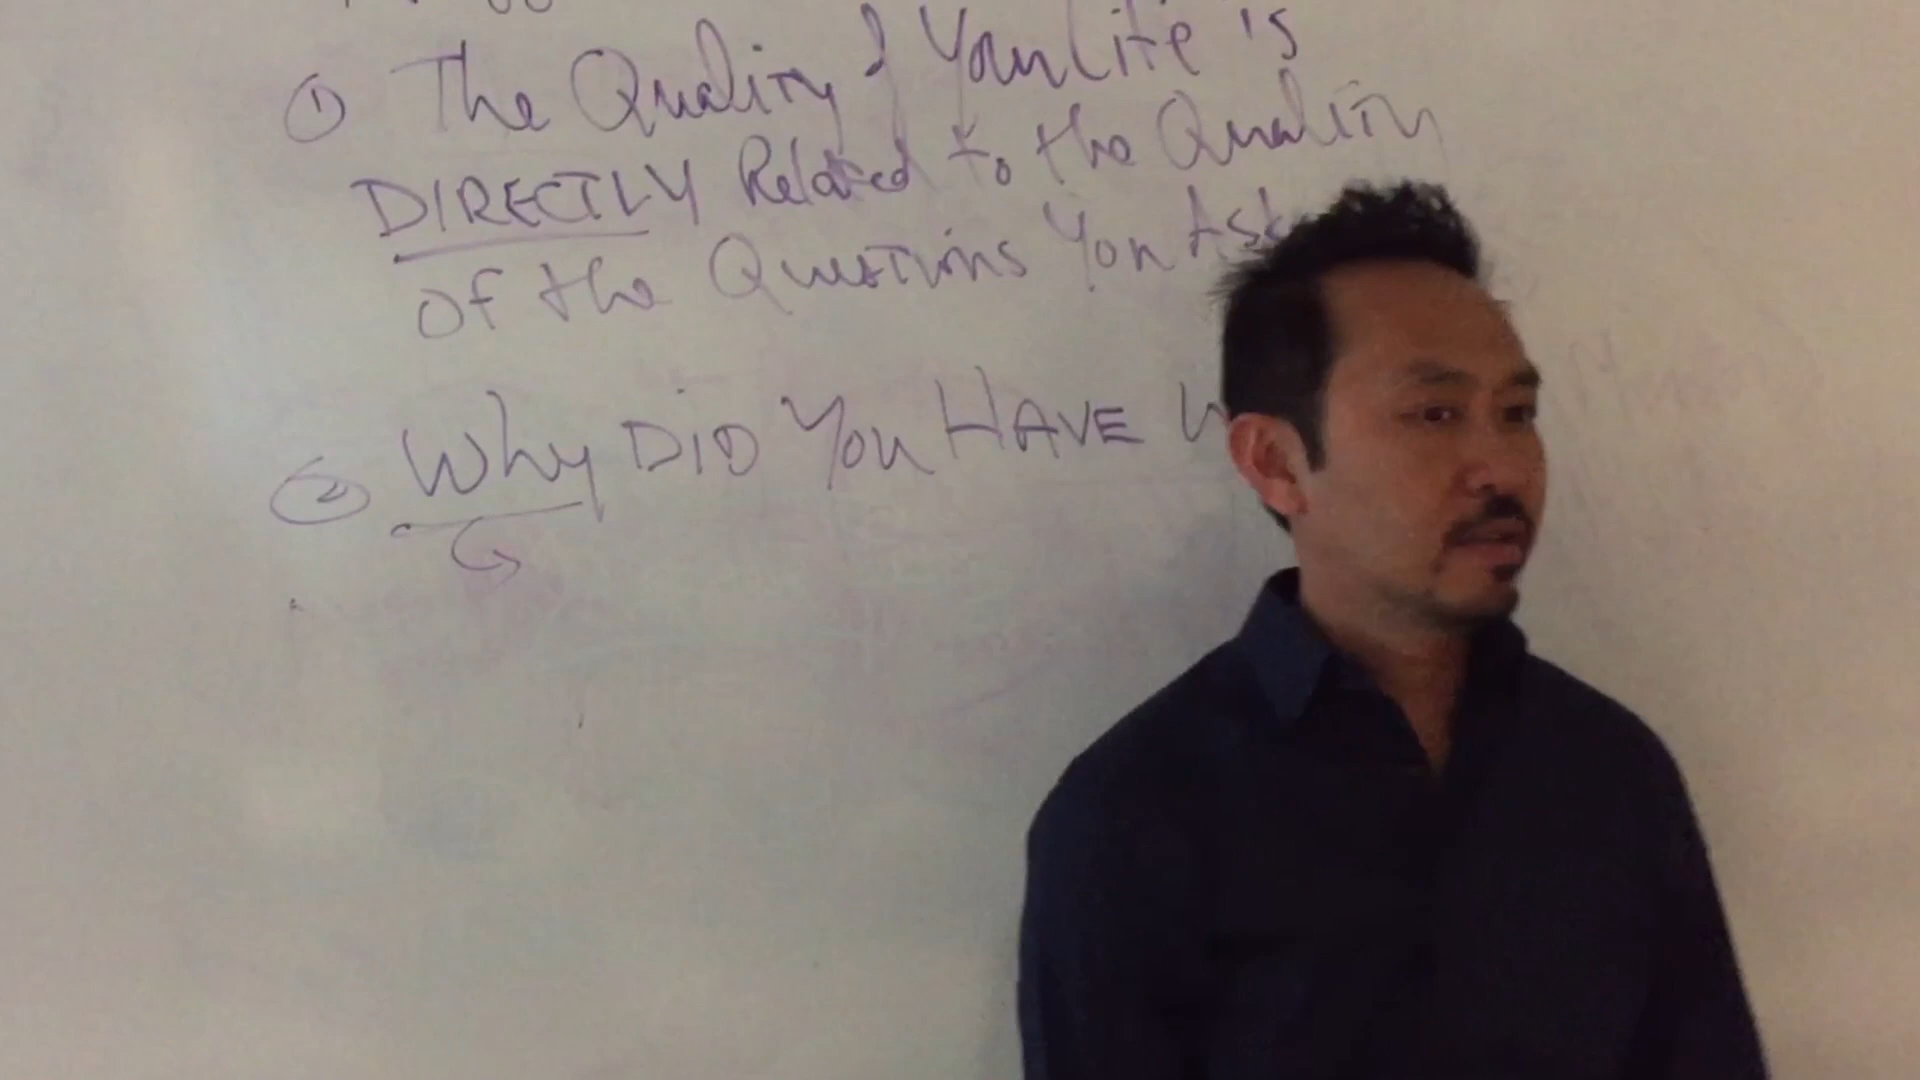 ① The Quality of Your Life is
DIRECTLY Related to the Quality
of the Questions You Ask
② Why DID You HAVE